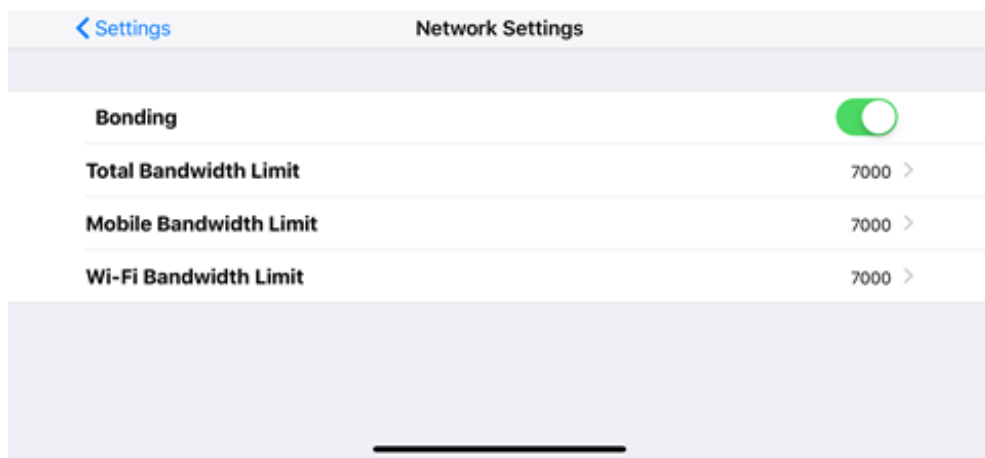 Settings Network Settings
Bonding
Total Bandwidth Limit 7000
Mobile Bandwidth Limit 7000
Wi-Fi Bandwidth Limit 7000